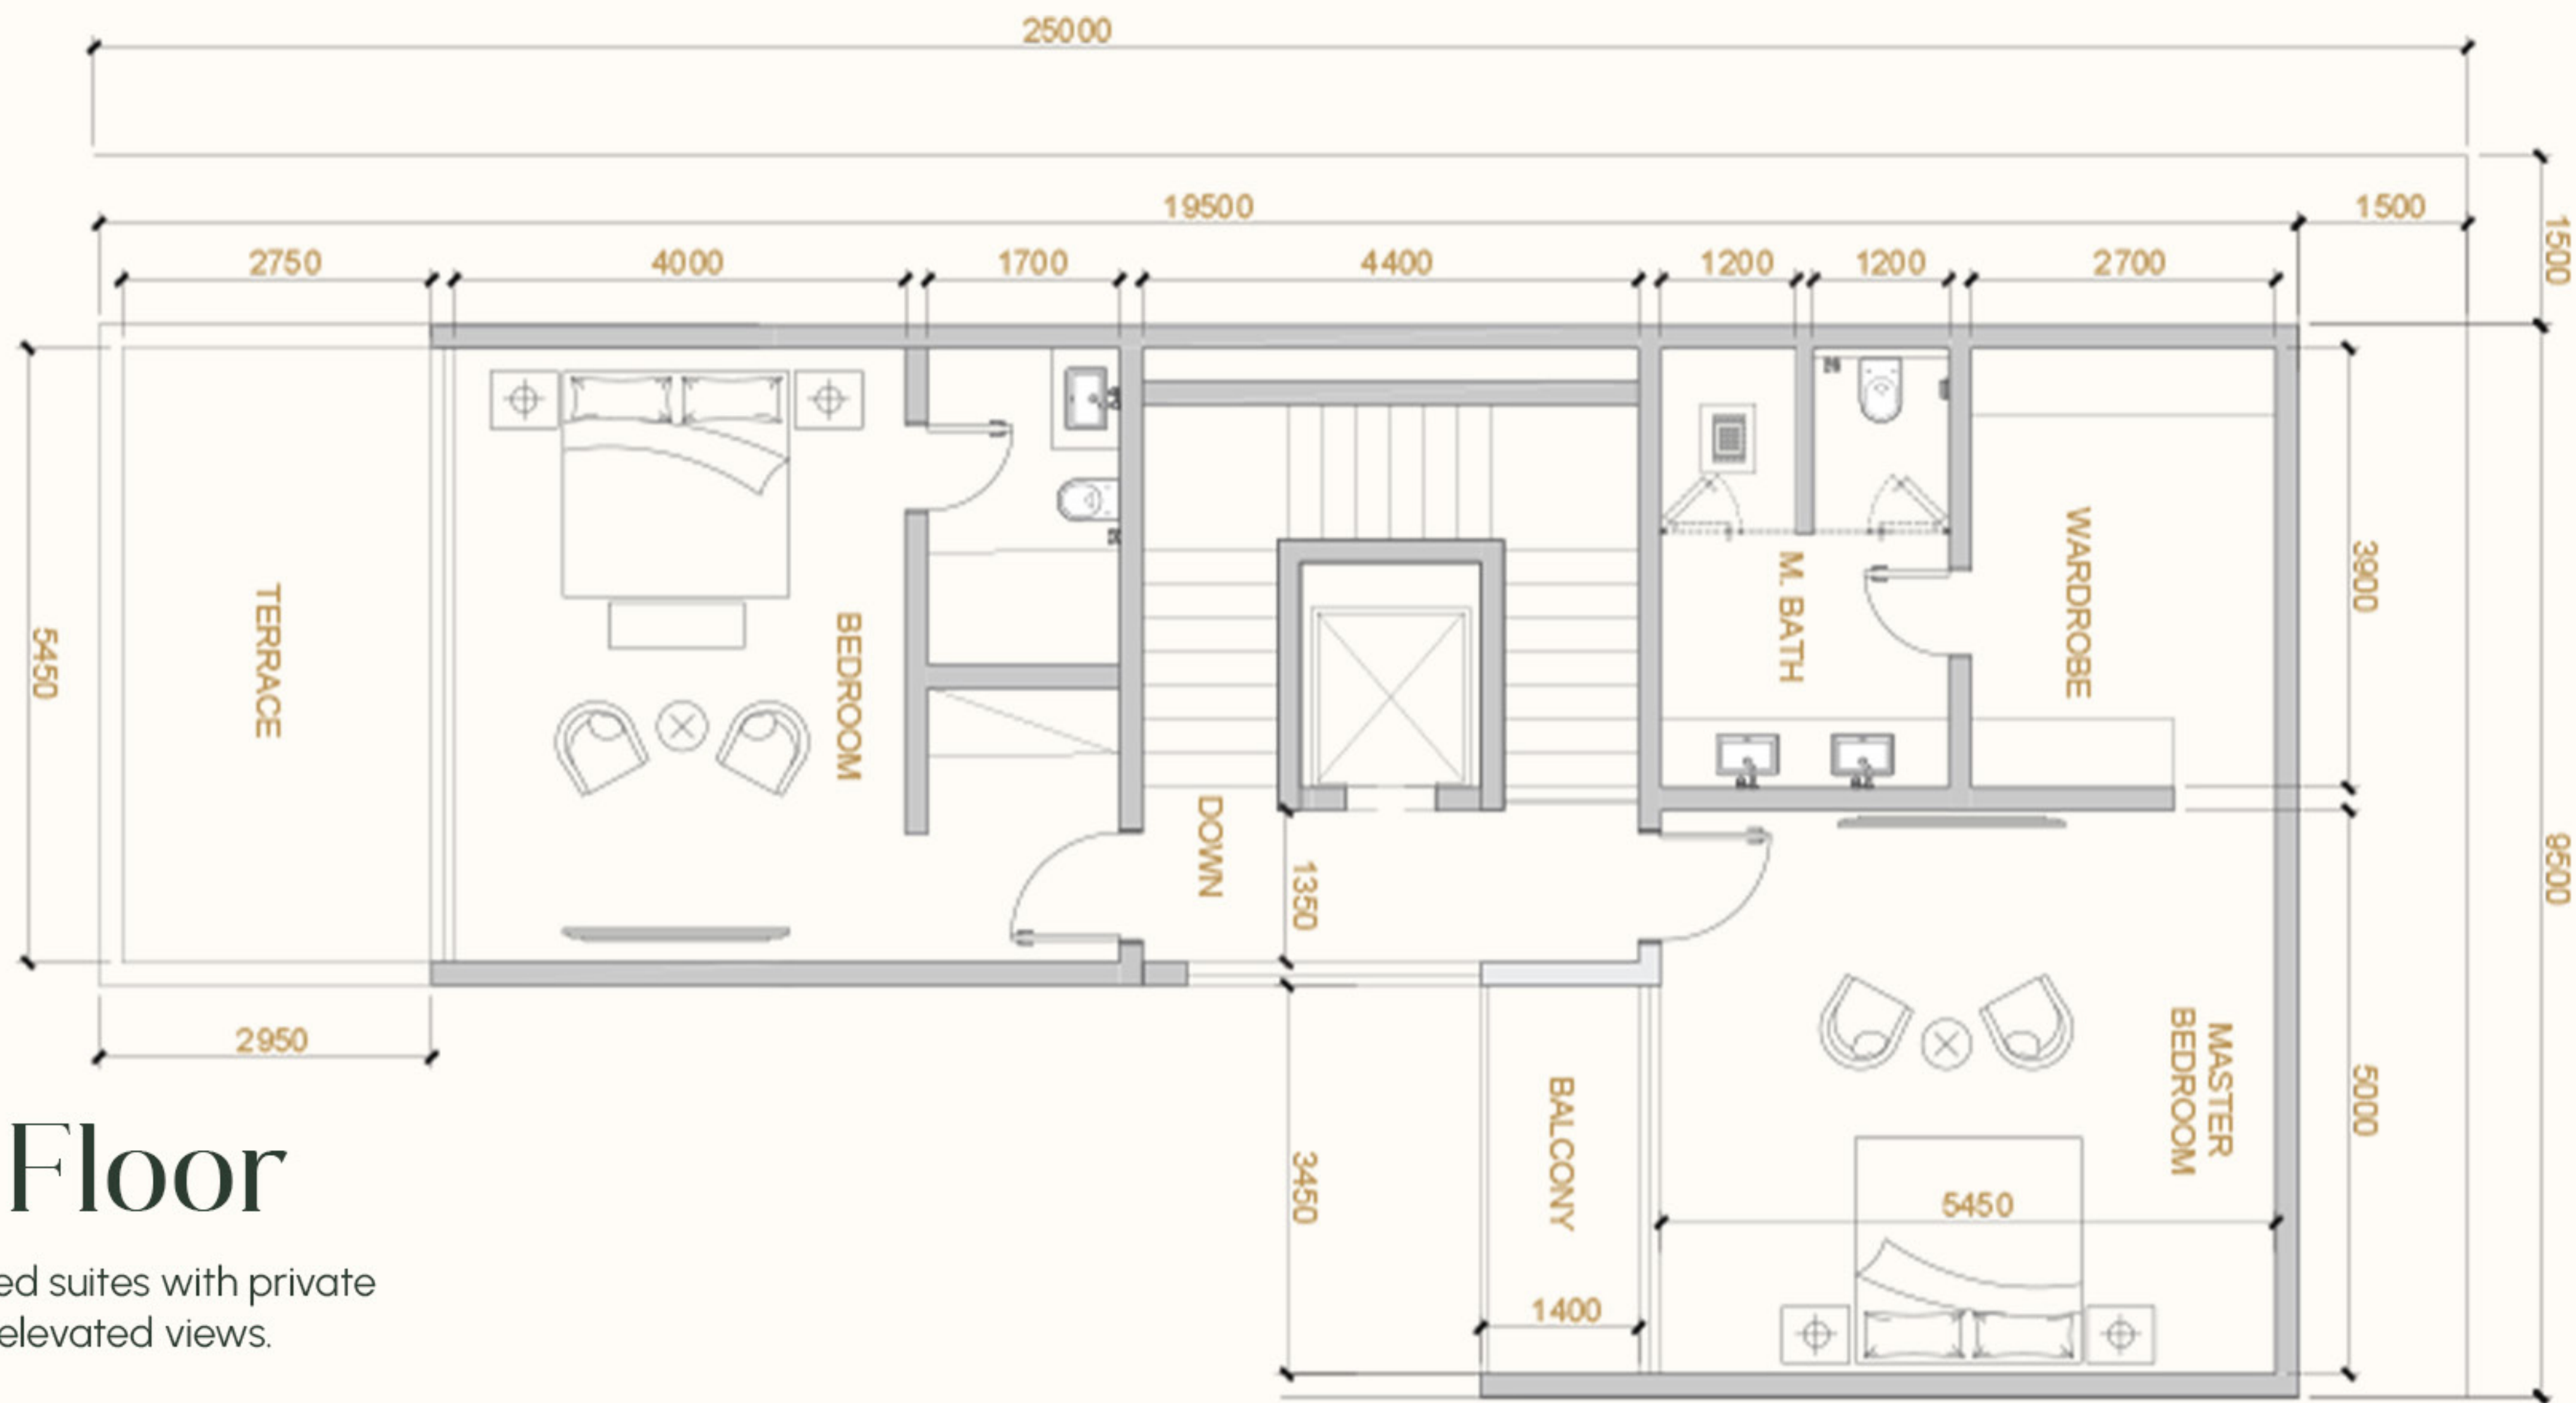 25000
19500
1500
1500
2750
4000
1700
4400
1200
1200
2700
5450
TERRACE
BEDROOM
M. BATH
WARDROBE
3900
DOWN
1350
9500
2950
BALCONY
3450
MASTER
BEDROOM
5000
5450
1400
Floor
ed suites with private
elevated views.